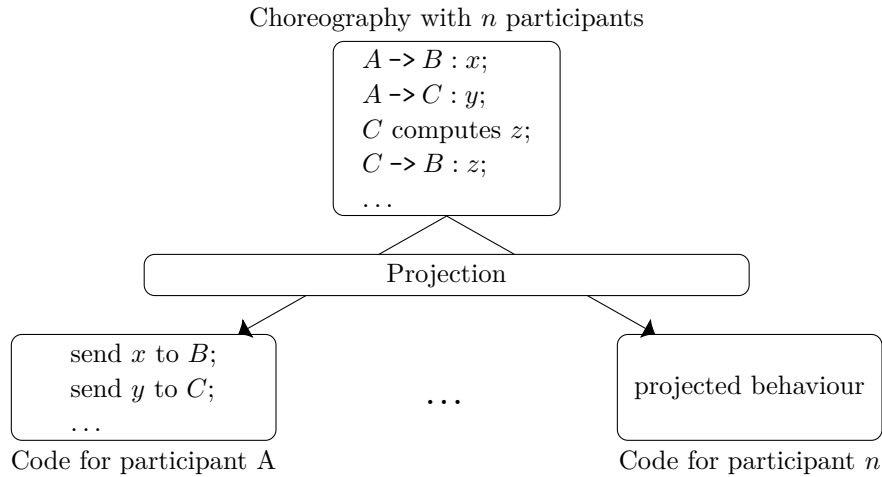 Choreography with n participants
A -> B : x;
A -> C : y;
C computes z;
C -> B : z;
...
Projection
send x to B;
send y to C;
...
Code for participant A
...
projected behaviour
Code for participant n